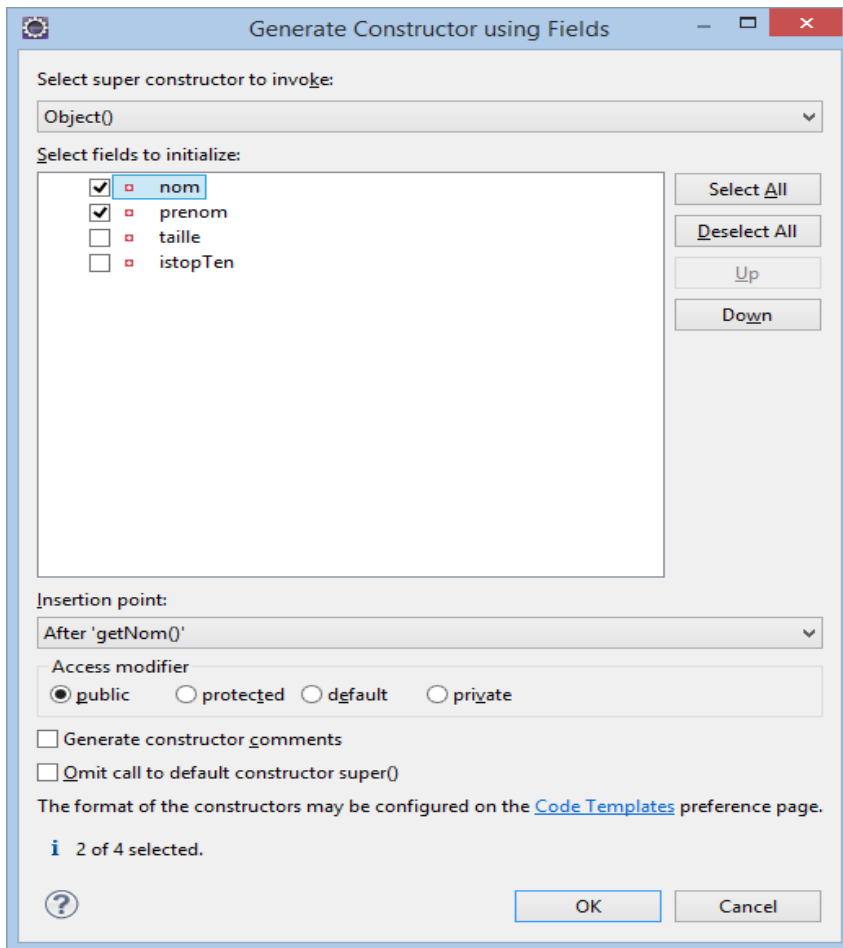 Generate Constructor using Fields
Select super constructor to invoke:
Object()
Select fields to initialize:
nom
prenom
taille
istopTen
Select All
Deselect All
Up
Down
Insertion point:
After 'getNom()'
Access modifier
public protected default private
Generate constructor comments
Omit call to default constructor super()
The format of the constructors may be configured on the Code Templates preference page.
i 2 of 4 selected.
? OK Cancel